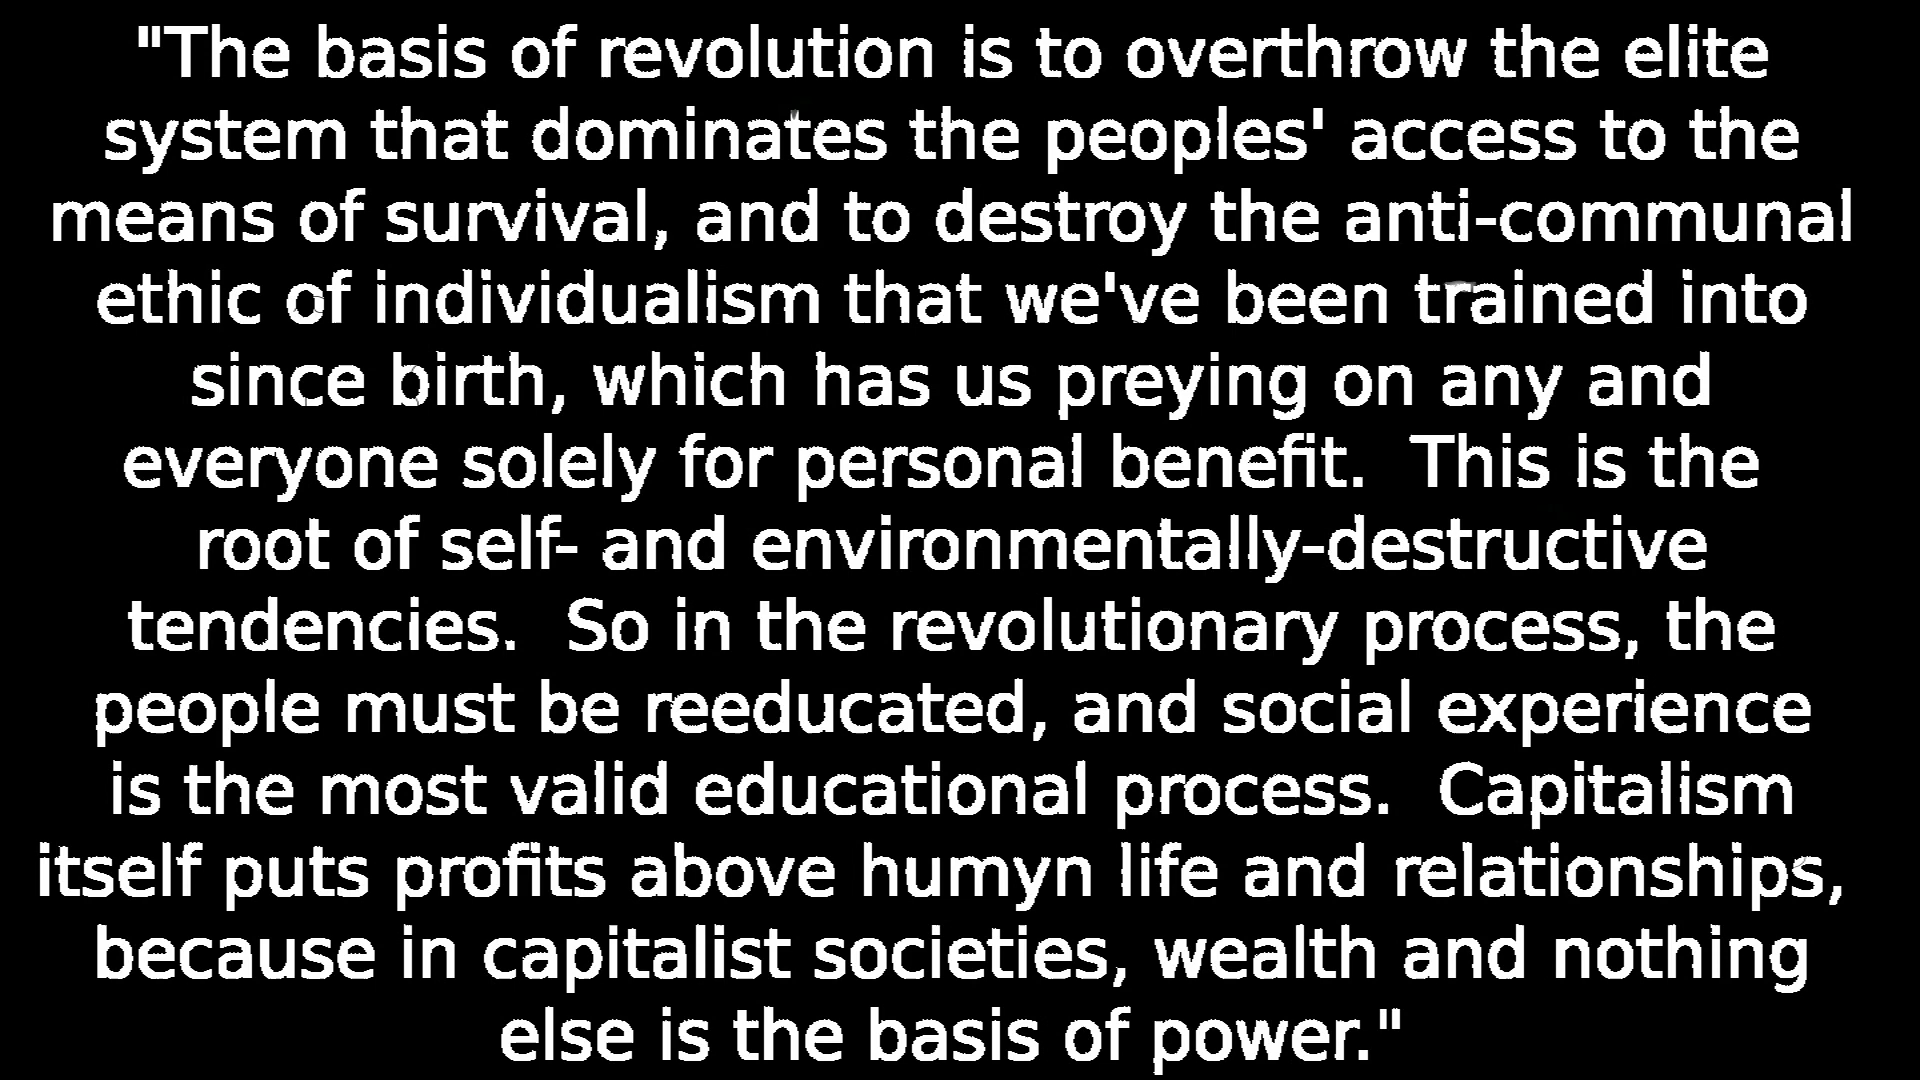 "The basis of revolution is to overthrow the elite
system that dominates the peoples' access to the
means of survival, and to destroy the anti-communal
ethic of individualism that we've been trained into
since birth, which has us preying on any and
everyone solely for personal benefit.  This is the
root of self- and environmentally-destructive
tendencies.  So in the revolutionary process, the
people must be reeducated, and social experience
is the most valid educational process.  Capitalism
itself puts profits above humyn life and relationships,
because in capitalist societies, wealth and nothing
else is the basis of power."